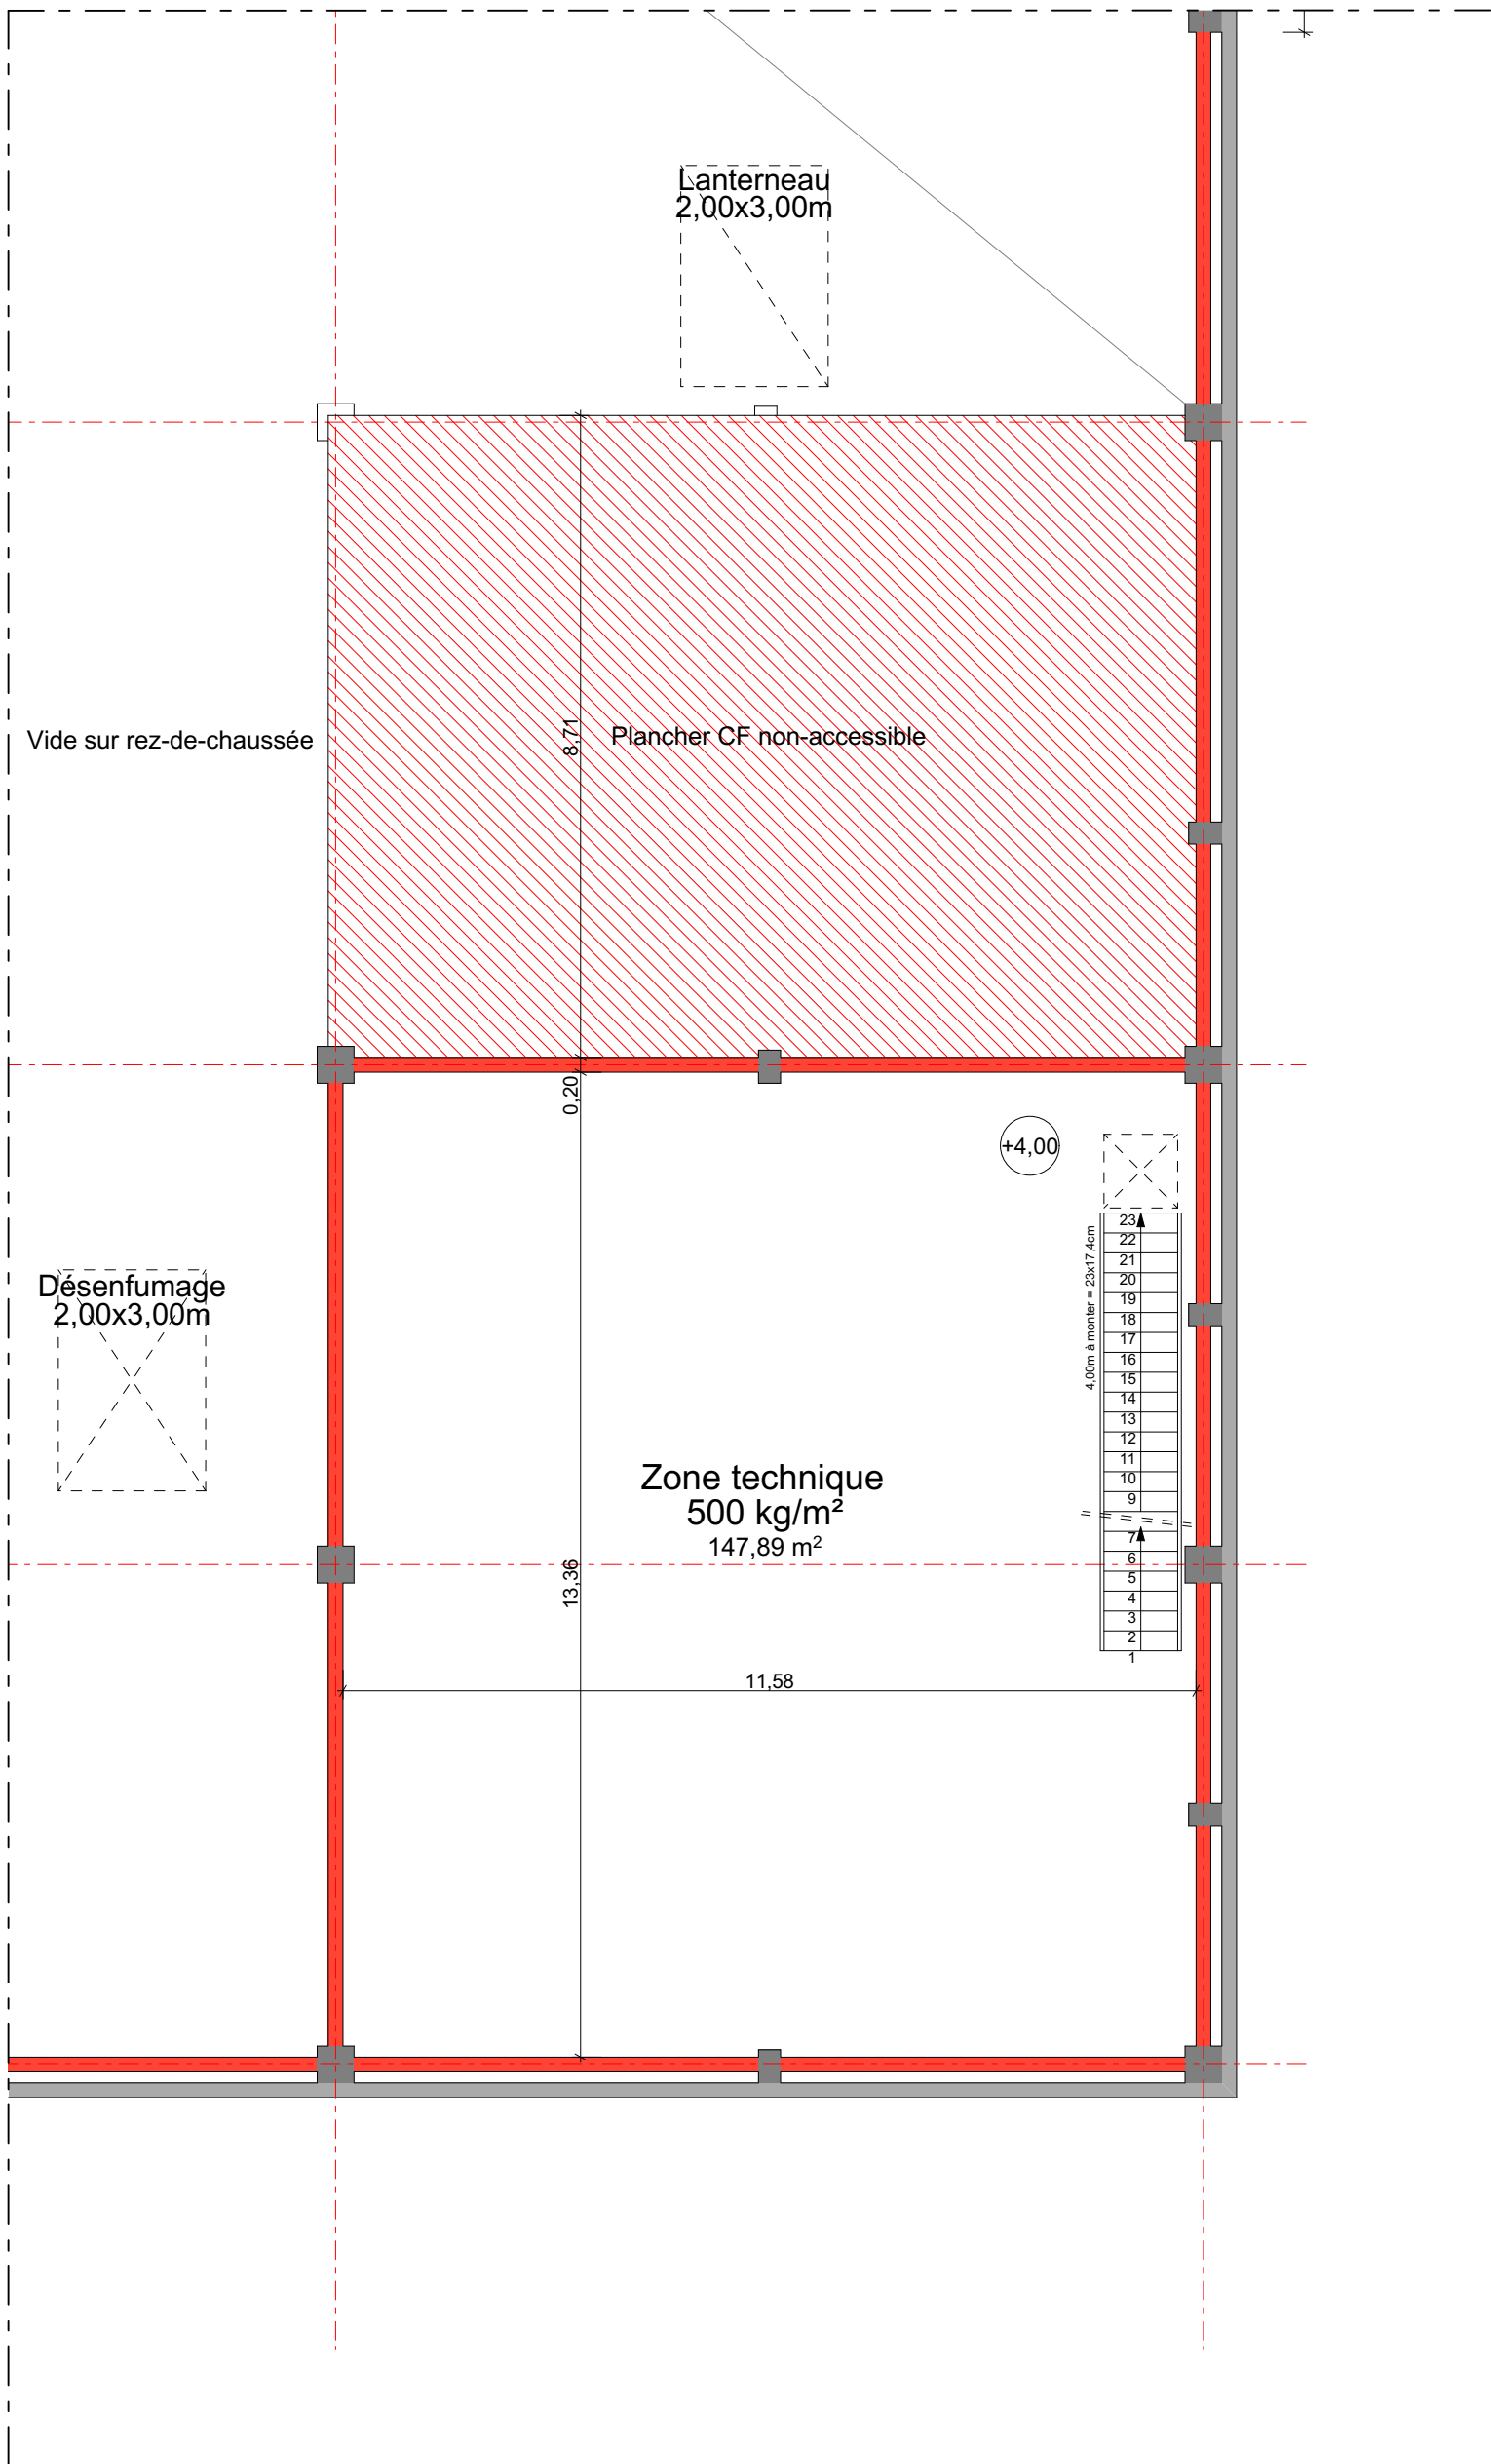 Lanterneau
2,00x3,00m
Vide sur rez-de-chaussée
8,71
Plancher CF non-accessible
0,20
+4,00
4,00m à monter = 23x17,4cm
23
22
21
20
19
18
17
16
15
14
13
12
11
10
9
7
6
5
4
3
2
1
Désenfumage
2,00x3,00m
Zone technique
500 kg/m²
147,89 m²
13,36
11,58